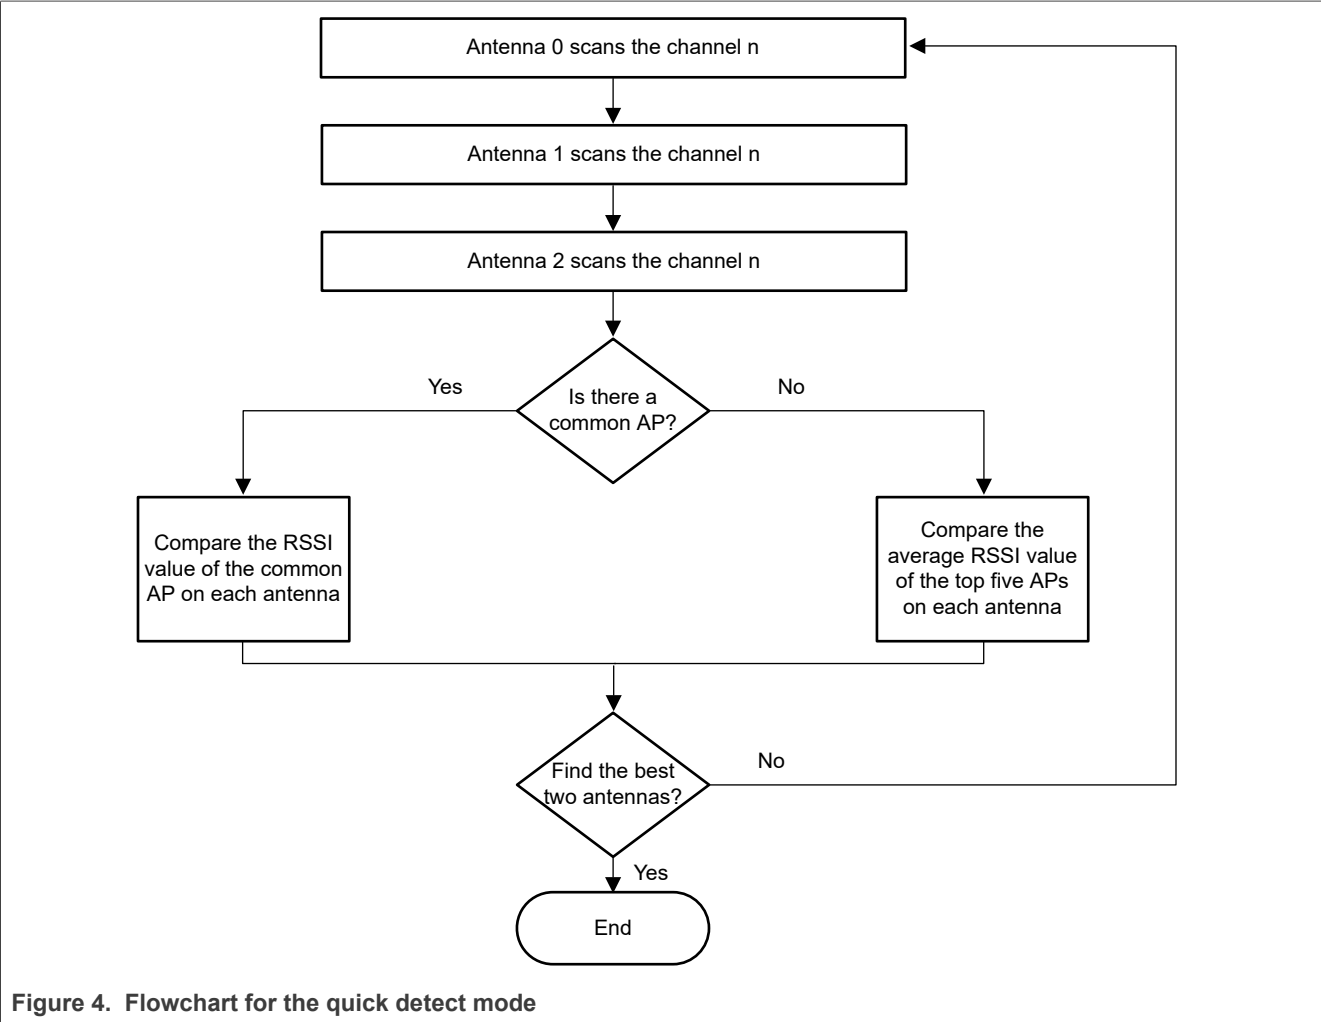 Antenna 0 scans the channel n
Antenna 1 scans the channel n
Antenna 2 scans the channel n
Is there a
common AP?
Yes
No
Compare the RSSI
value of the common
AP on each antenna
Compare the
average RSSI value
of the top five APs
on each antenna
Find the best
two antennas?
No
Yes
End
Figure 4. Flowchart for the quick detect mode